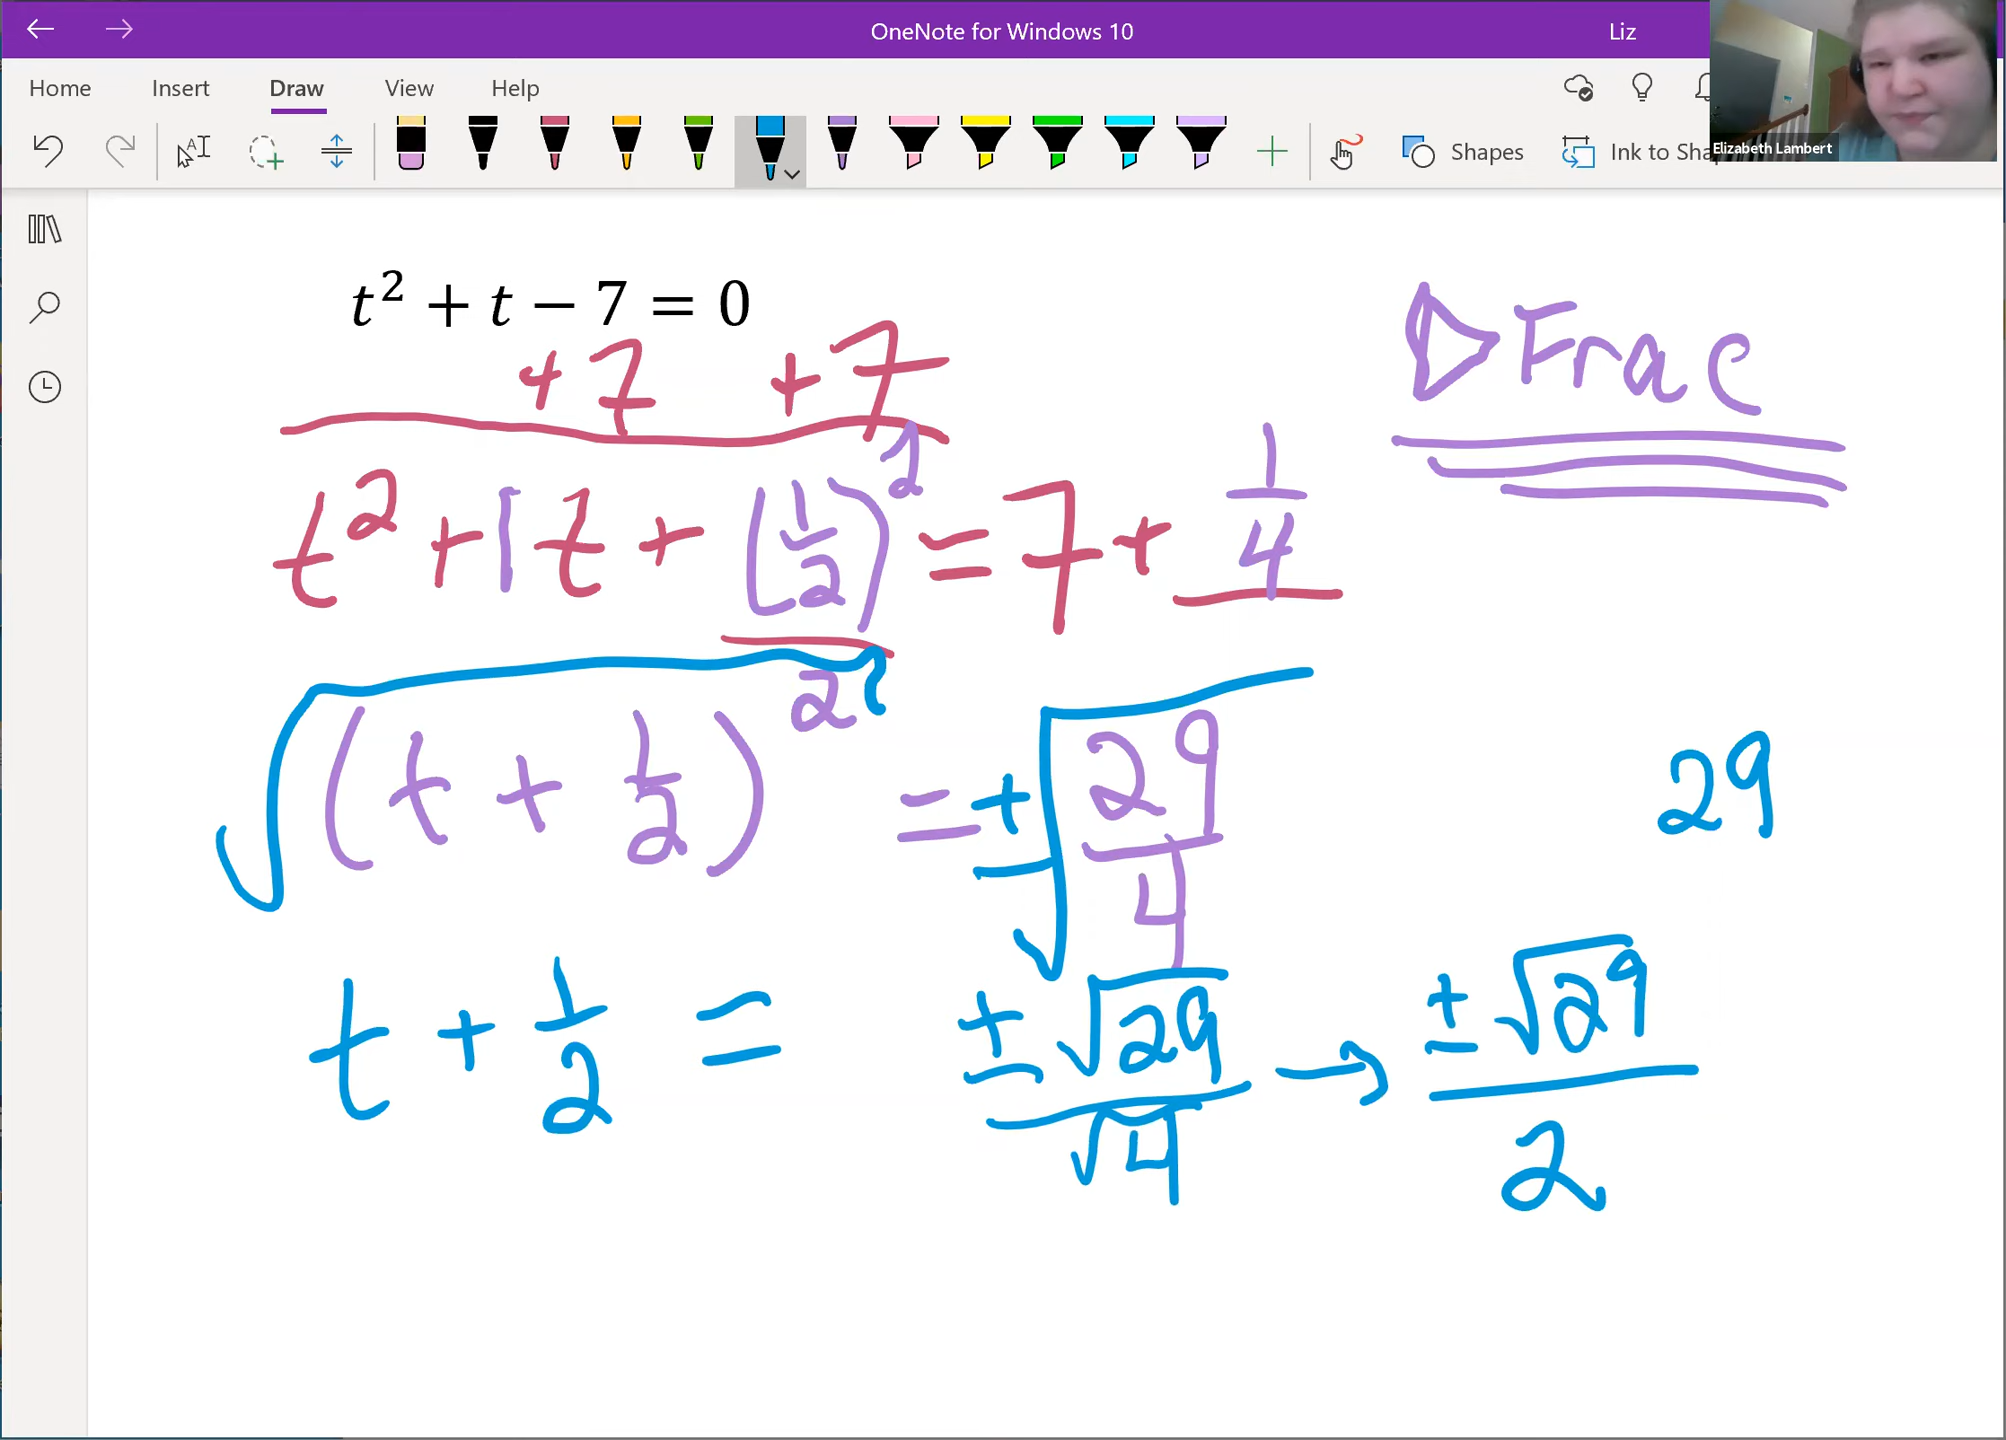 OneNote for Windows 10
Liz
Home Insert Draw View Help
Shapes
Ink to Sha
Elizabeth Lambert
t² + t − 7 = 0
+7 +7
▷Frac
t² + 1t + (1/2)² = 7 + 1/4
√(t + 1/2)² = ±√29/4
29
t + 1/2 = ±√29/√4 → ±√29/2